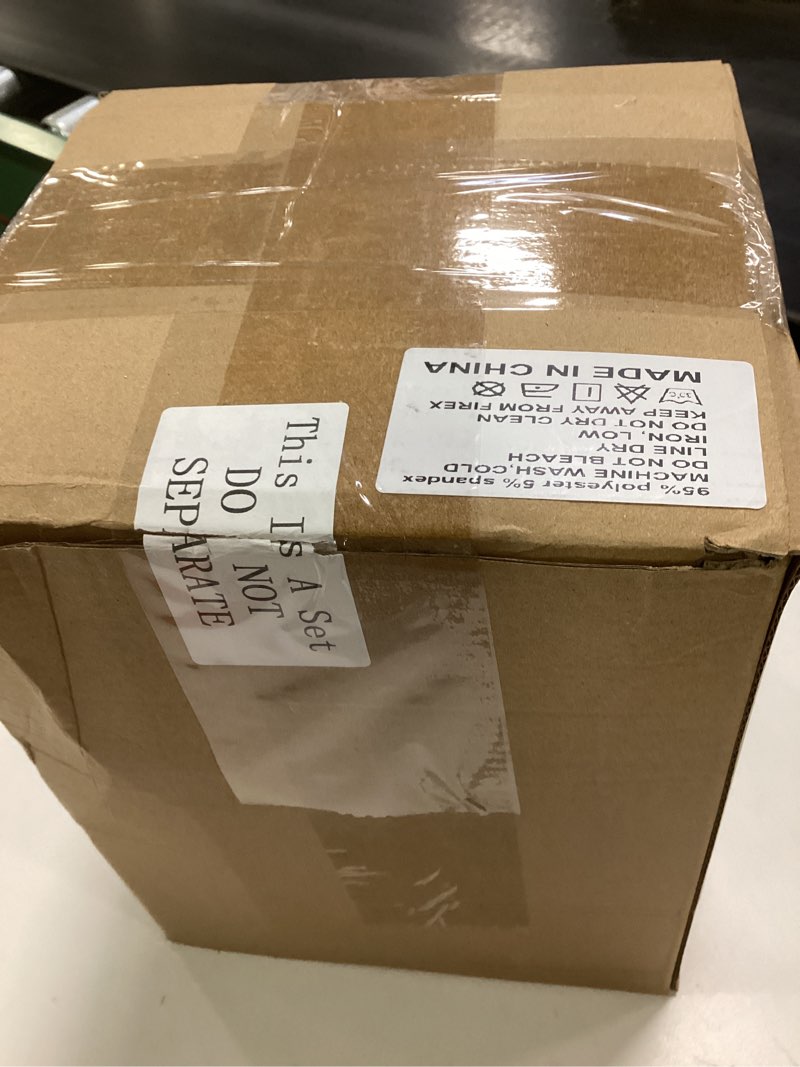 This Is A Set
DO NOT
SEPARATE
95% polyester 5% spandex
MACHINE WASH,COLD
DO NOT BLEACH
LINE DRY
IRON, LOW
DO NOT DRY CLEAN
KEEP AWAY FROM FIREX
30°C
MADE IN CHINA